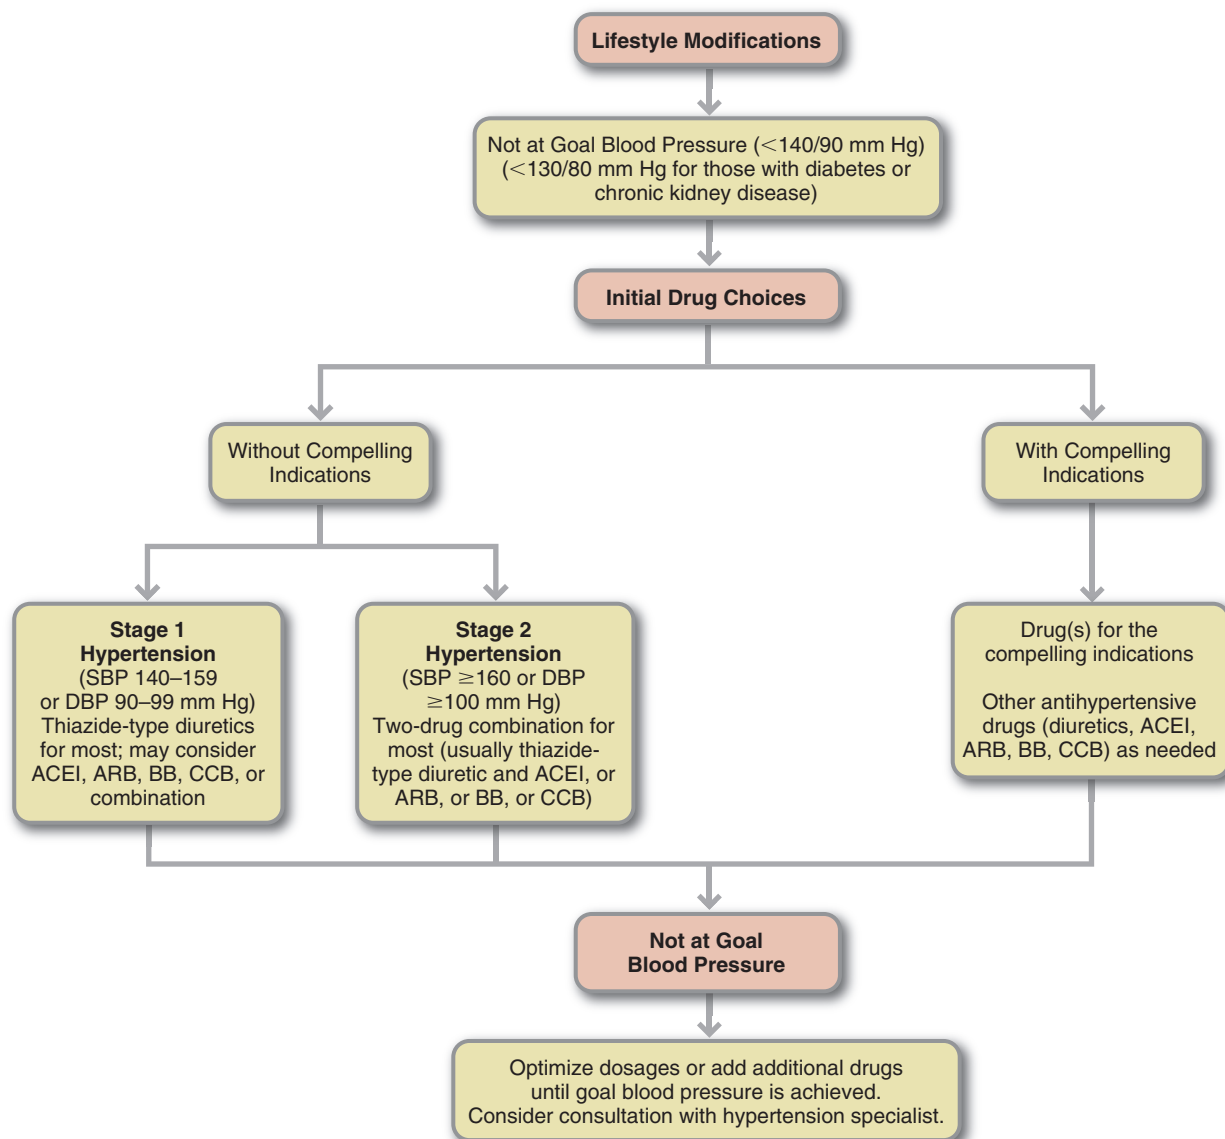 Lifestyle Modifications
Not at Goal Blood Pressure (<140/90 mm Hg)
(<130/80 mm Hg for those with diabetes or
chronic kidney disease)
Initial Drug Choices
Without Compelling
Indications
With Compelling
Indications
Stage 1
Hypertension
(SBP 140–159
or DBP 90–99 mm Hg)
Thiazide-type diuretics
for most; may consider
ACEI, ARB, BB, CCB, or
combination
Stage 2
Hypertension
(SBP ≥160 or DBP
≥100 mm Hg)
Two-drug combination for
most (usually thiazide-
type diuretic and ACEI, or
ARB, or BB, or CCB)
Drug(s) for the
compelling indications
Other antihypertensive
drugs (diuretics, ACEI,
ARB, BB, CCB) as needed
Not at Goal
Blood Pressure
Optimize dosages or add additional drugs
until goal blood pressure is achieved.
Consider consultation with hypertension specialist.